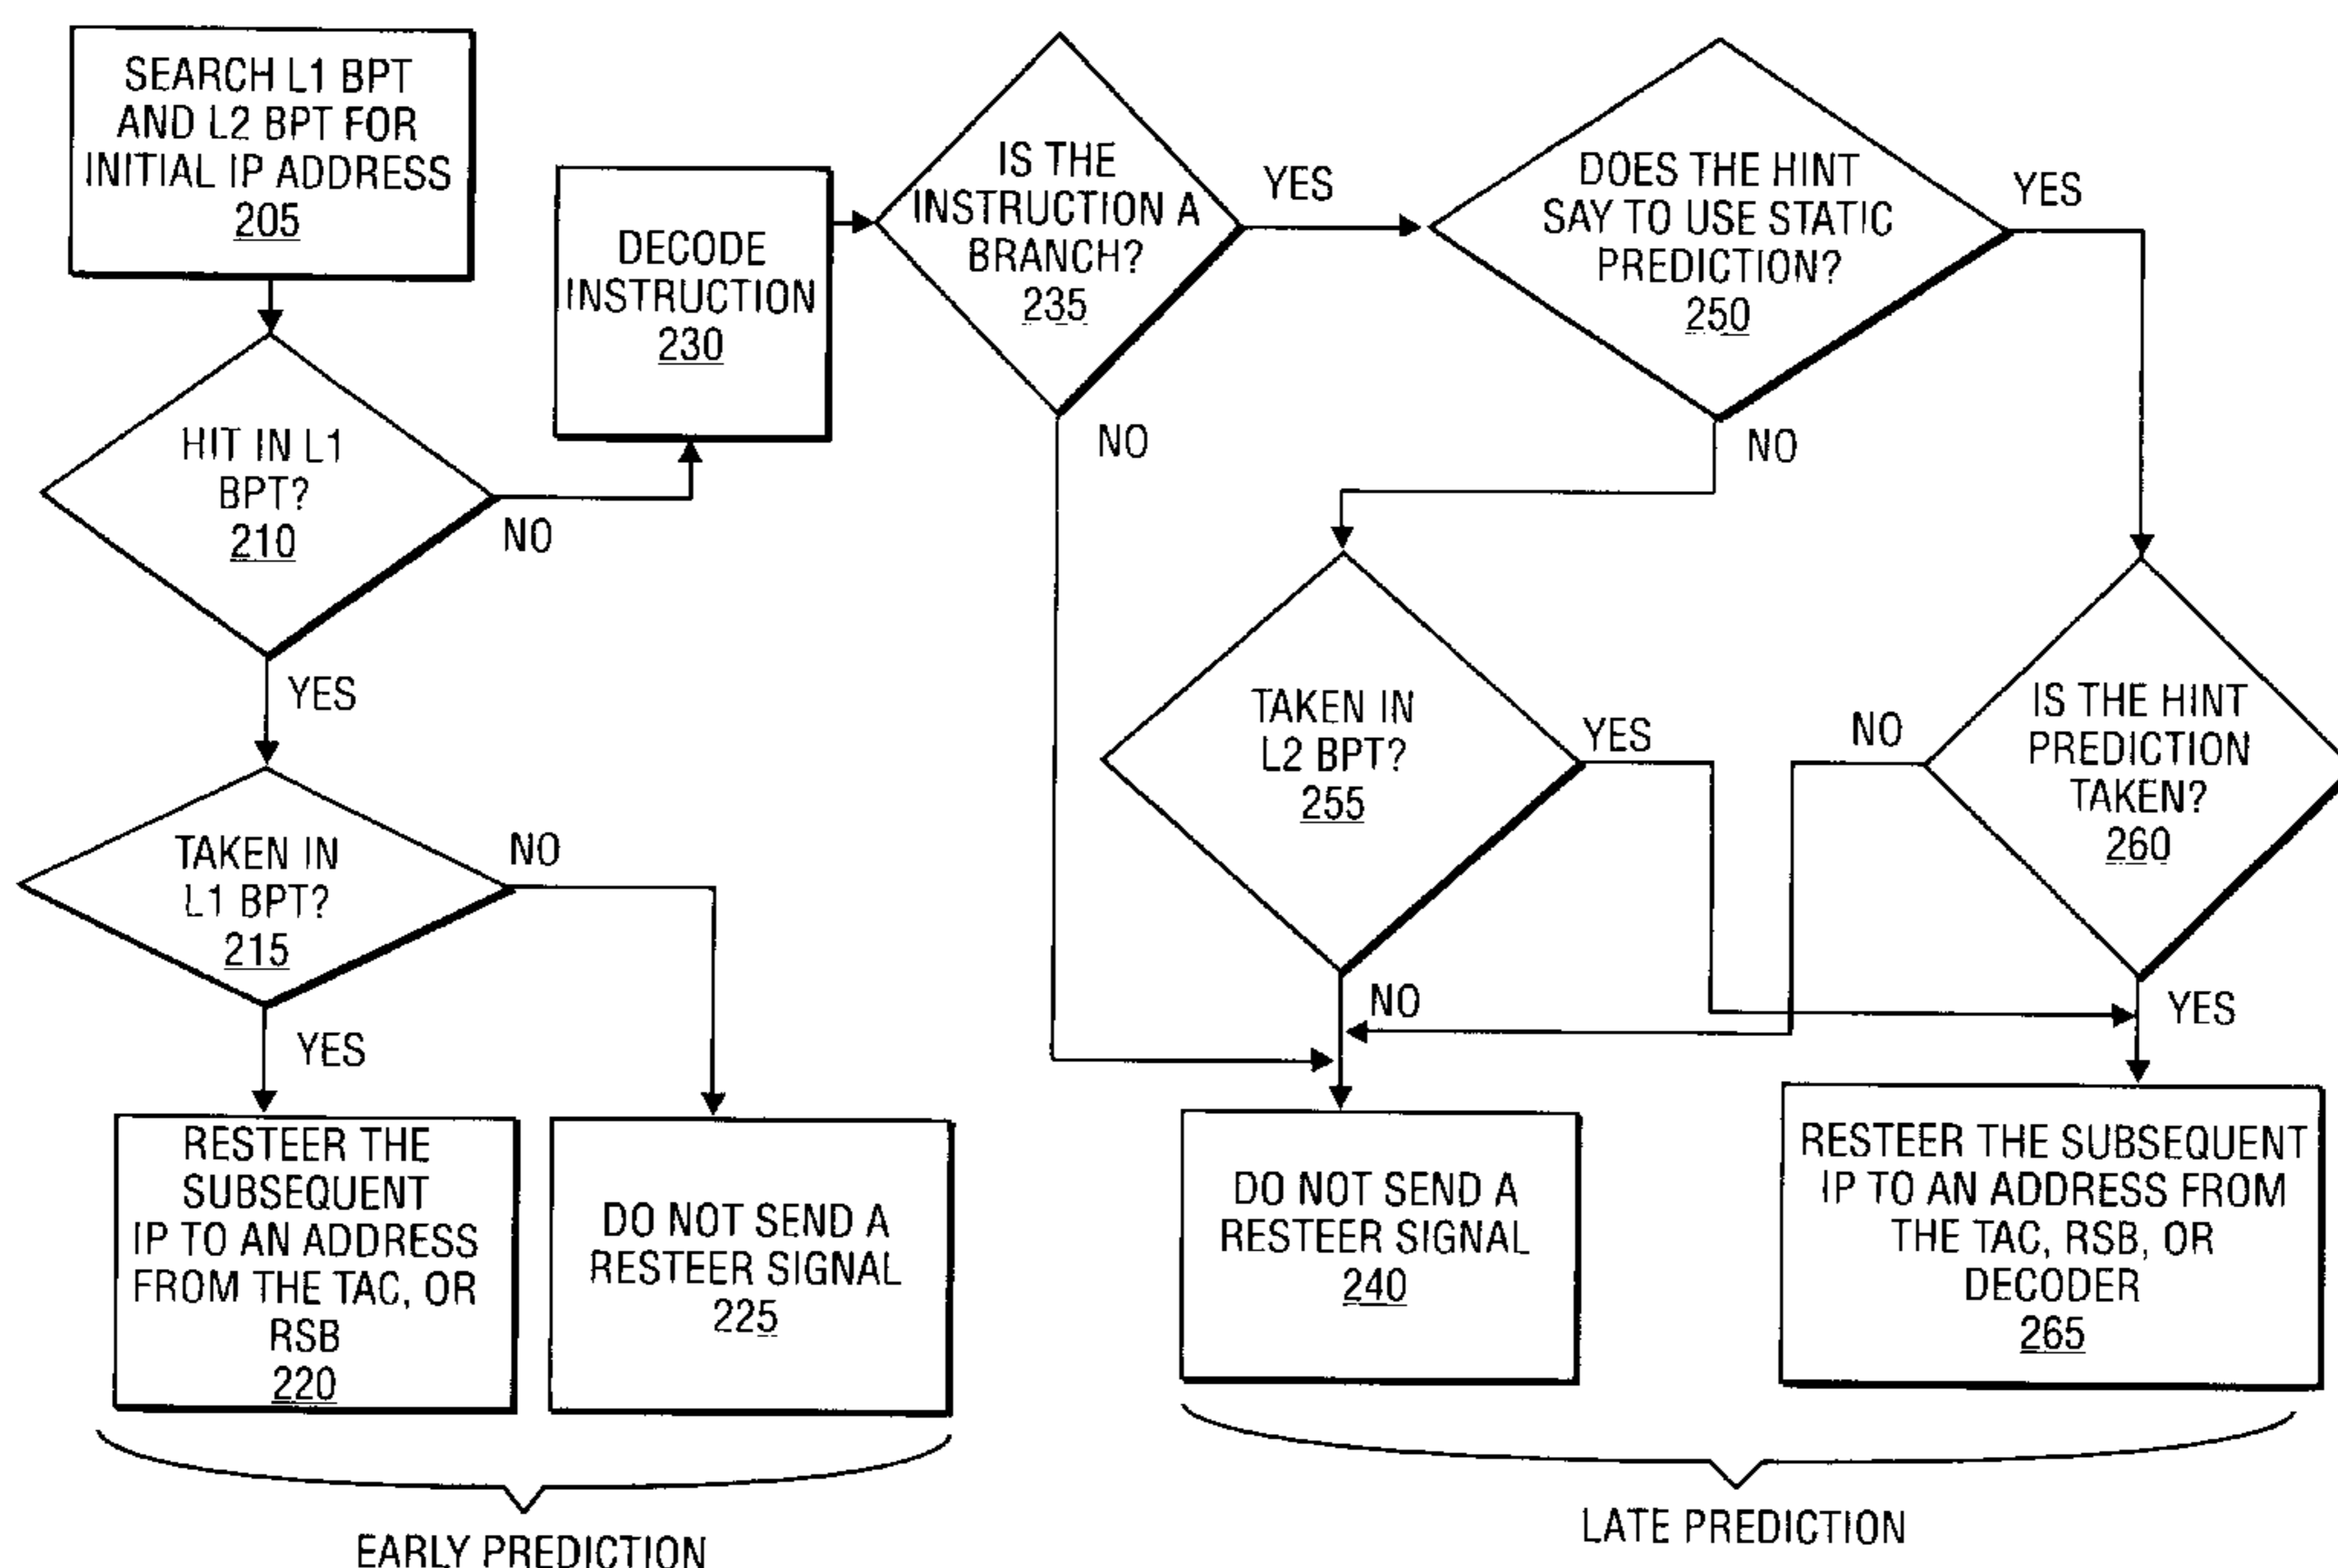 SEARCH L1 BPT
AND L2 BPT FOR
INITIAL IP ADDRESS
205
HIT IN L1
BPT?
210
NO
YES
TAKEN IN
L1 BPT?
215
NO
YES
RESTEER THE
SUBSEQUENT
IP TO AN ADDRESS
FROM THE TAC, OR
RSB
220
DO NOT SEND A
RESTEER SIGNAL
225
EARLY PREDICTION
DECODE
INSTRUCTION
230
IS THE
INSTRUCTION A
BRANCH?
235
YES
NO
DOES THE HINT
SAY TO USE STATIC
PREDICTION?
250
YES
NO
TAKEN IN
L2 BPT?
255
YES
NO
IS THE HINT
PREDICTION
TAKEN?
260
NO
YES
DO NOT SEND A
RESTEER SIGNAL
240
RESTEER THE SUBSEQUENT
IP TO AN ADDRESS FROM
THE TAC, RSB, OR
DECODER
265
LATE PREDICTION